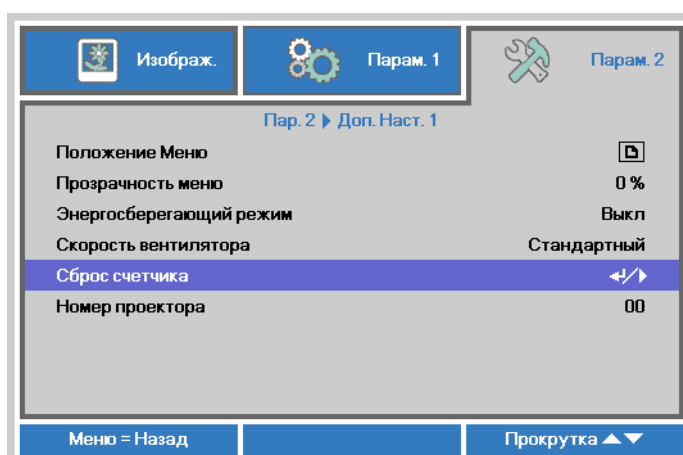 Изображ.
Парам. 1
Парам. 2
Пар. 2 Доп. Наст. 1
Положение Меню
Прозрачность меню 0 %
Энергосберегающий режим Выкл
Скорость вентилятора Стандартный
Сброс счетчика
Номер проектора 00
Меню = Назад
Прокрутка